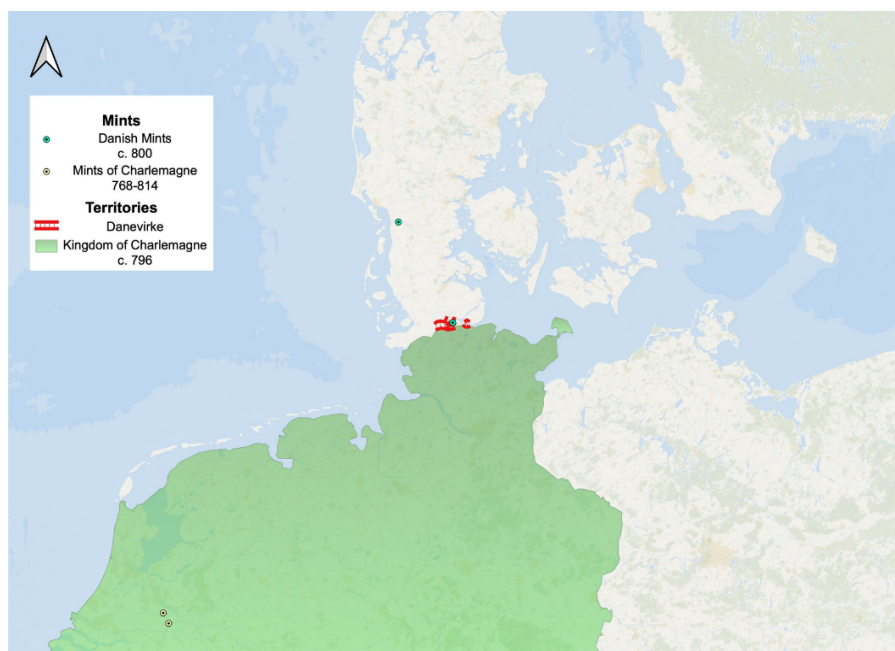 Mints
Danish Mints
c. 800
Mints of Charlemagne
768-814
Territories
Danevirke
Kingdom of Charlemagne
c. 796